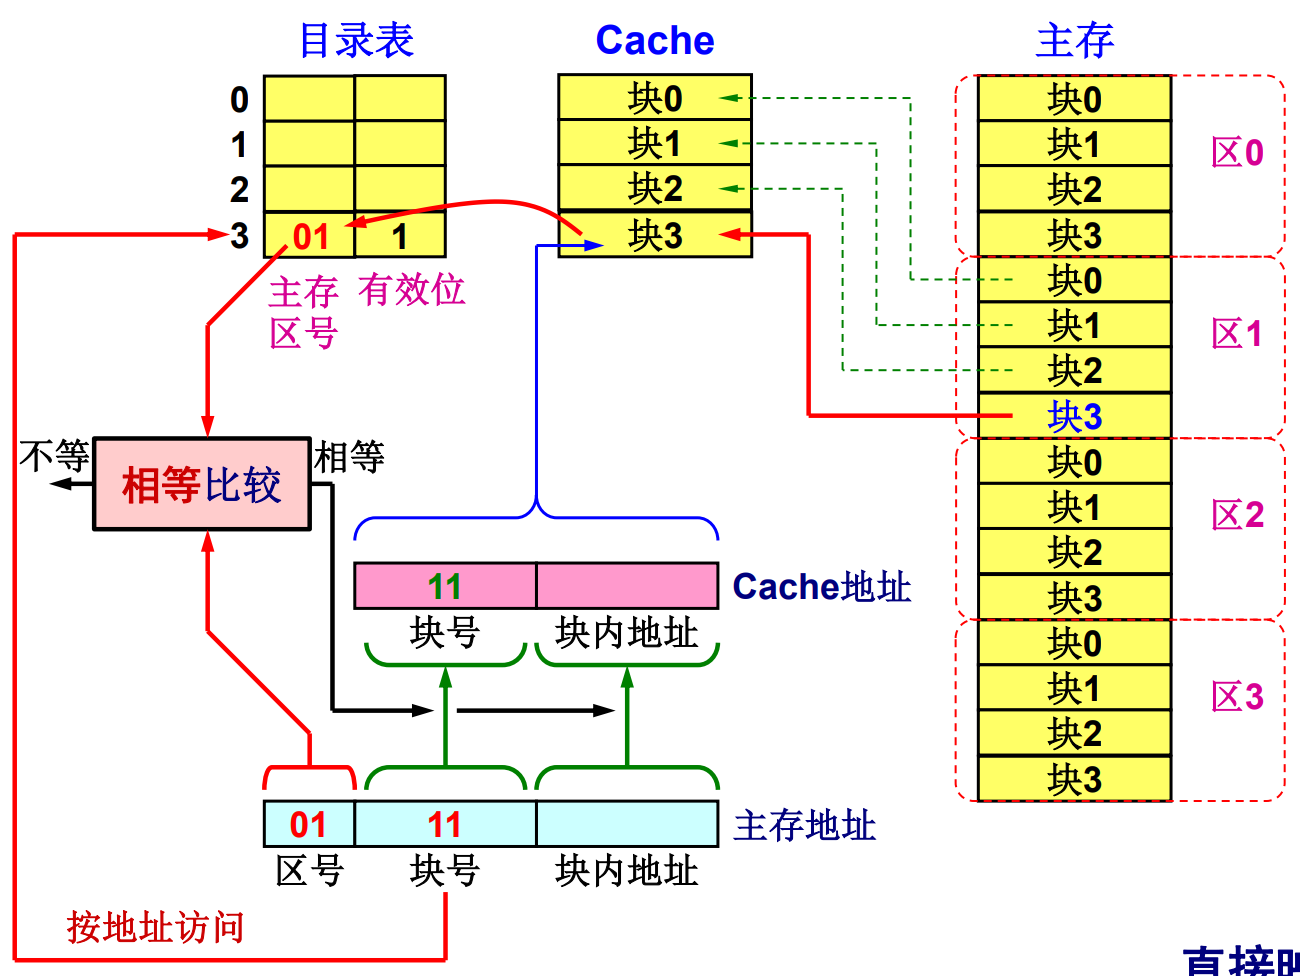 目录表
Cache
主存
0
1
2
3
01
1
主存
区号
有效位
块0
块1
块2
块3
块0
块1
块2
块3
块0
块1
块2
块3
块0
块1
块2
块3
块0
块1
块2
块3
区0
区1
区2
区3
不等
相等比较
相等
11
Cache地址
块号
块内地址
01
11
主存地址
区号
块号
块内地址
按地址访问
直接